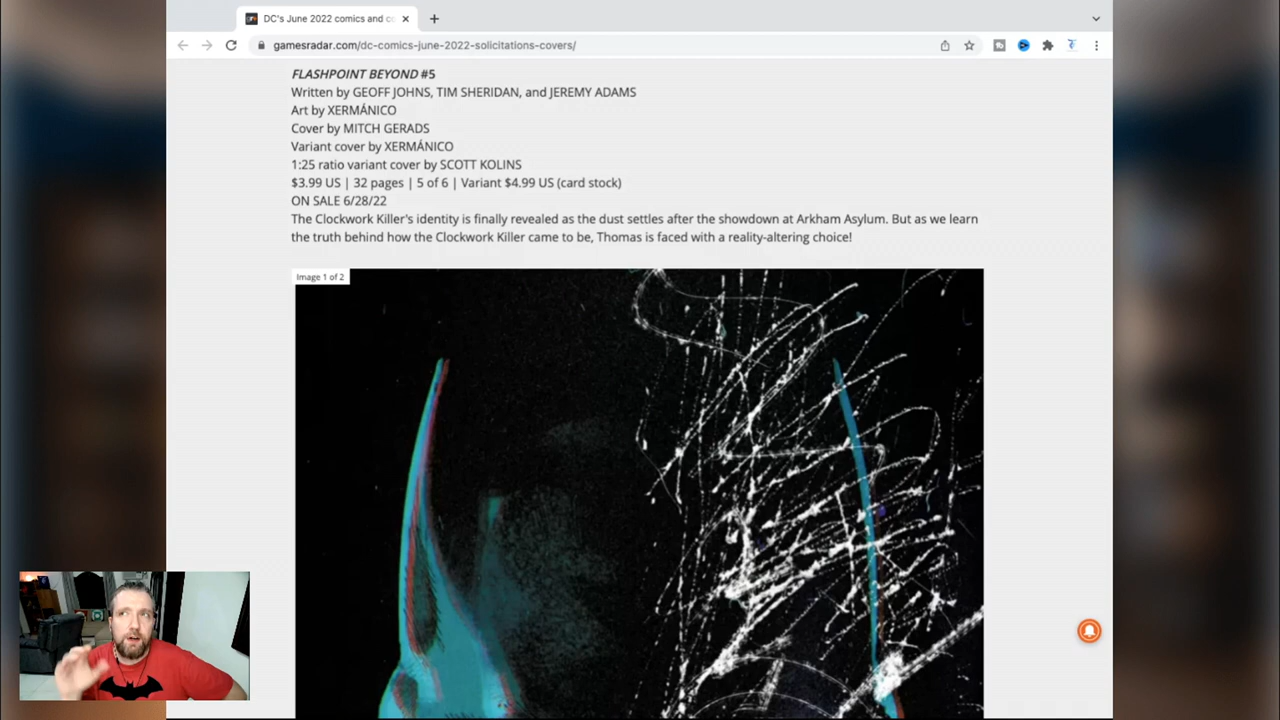 DC's June 2022 comics and co
gamesradar.com/dc-comics-june-2022-solicitations-covers/
FLASHPOINT BEYOND #5
Written by GEOFF JOHNS, TIM SHERIDAN, and JEREMY ADAMS
Art by XERMÁNICO
Cover by MITCH GERADS
Variant cover by XERMÁNICO
1:25 ratio variant cover by SCOTT KOLINS
$3.99 US | 32 pages | 5 of 6 | Variant $4.99 US (card stock)
ON SALE 6/28/22
The Clockwork Killer's identity is finally revealed as the dust settles after the showdown at Arkham Asylum. But as we learn
the truth behind how the Clockwork Killer came to be, Thomas is faced with a reality-altering choice!
Image 1 of 2